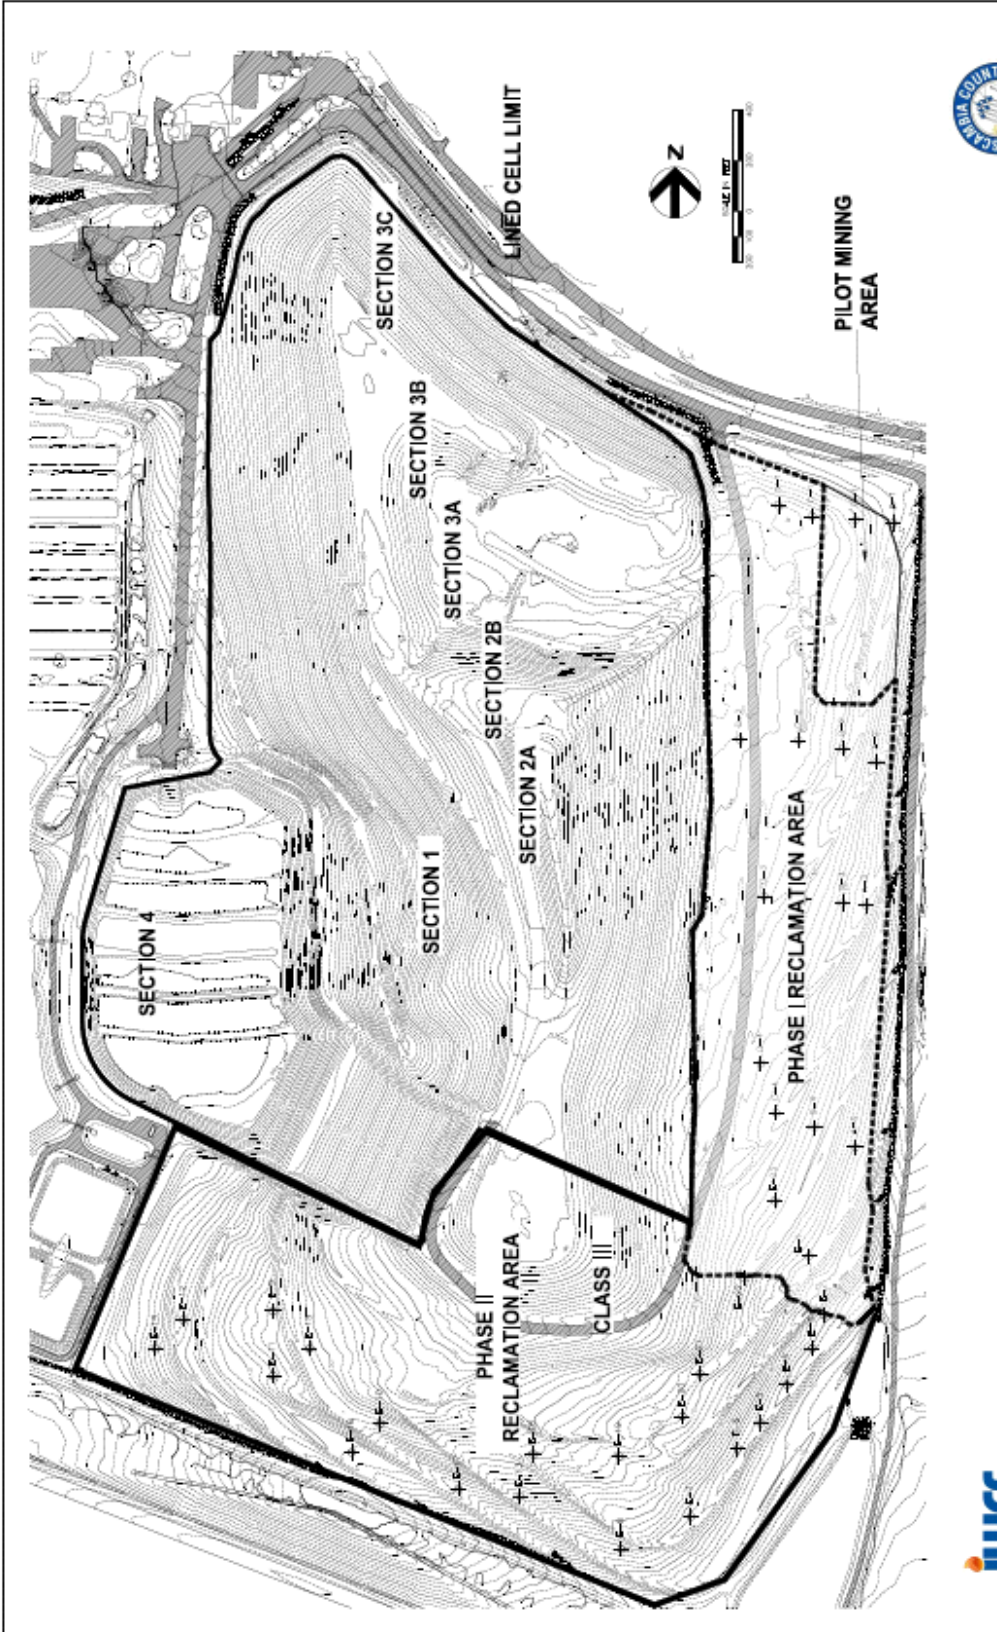 SECTION 4
SECTION 1
SECTION 2A
SECTION 2B
SECTION 3A
SECTION 3B
SECTION 3C
LINED CELL LIMIT
N
PILOT MINING
AREA
PHASE I RECLAMATION AREA
PHASE II
RECLAMATION AREA
CLASS III